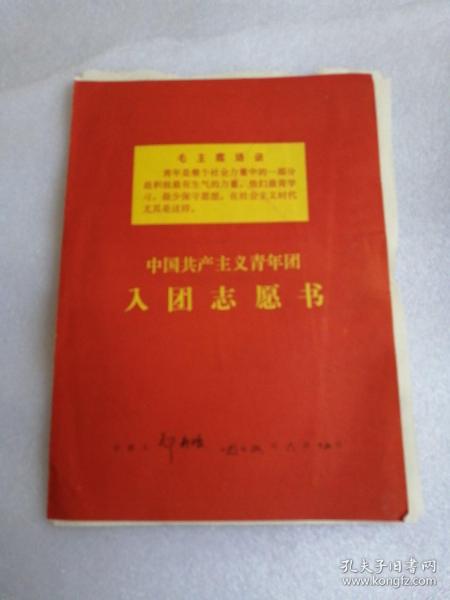 毛主席语录
青年是整个社会力量中的一部分
最积极最有生气的力量。他们最肯学
习，最少保守思想，在社会主义时代
尤其是这样。
中国共产主义青年团
入团志愿书
年 月 日
孔夫子旧书网
www.kongfz.com